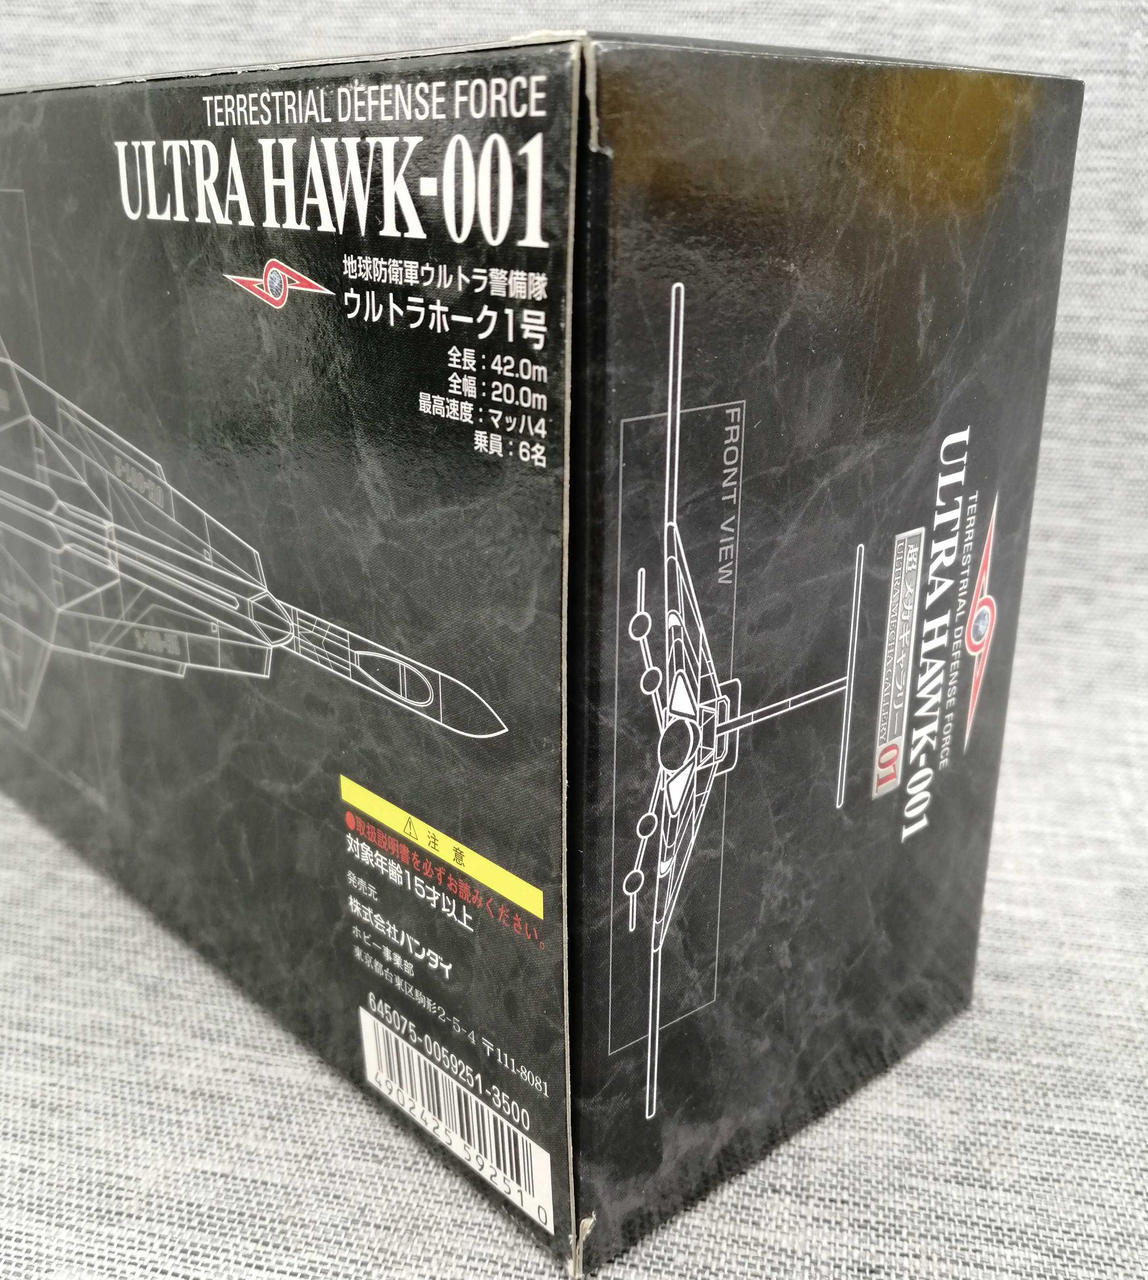 TERRESTRIAL DEFENSE FORCE
ULTRA HAWK-001
地球防衛軍ウルトラ警備隊
ウルトラホーク1号
全長：42.0m
全幅：20.0m
最高速度：マッハ4
乗員：6名
⚠ 注意
●取扱説明書を必ずお読みください。
対象年齢15才以上
発売元
株式会社バンダイ
ホビー事業部
東京都台東区駒形2-5-4 〒111-8081
645075-0059251-3500
4902425 59251 0
FRONT VIEW
TERRESTRIAL DEFENSE FORCE
ULTRA HAWK-001
超メカギャラリー
ULTRA MECHA GALLERY
01